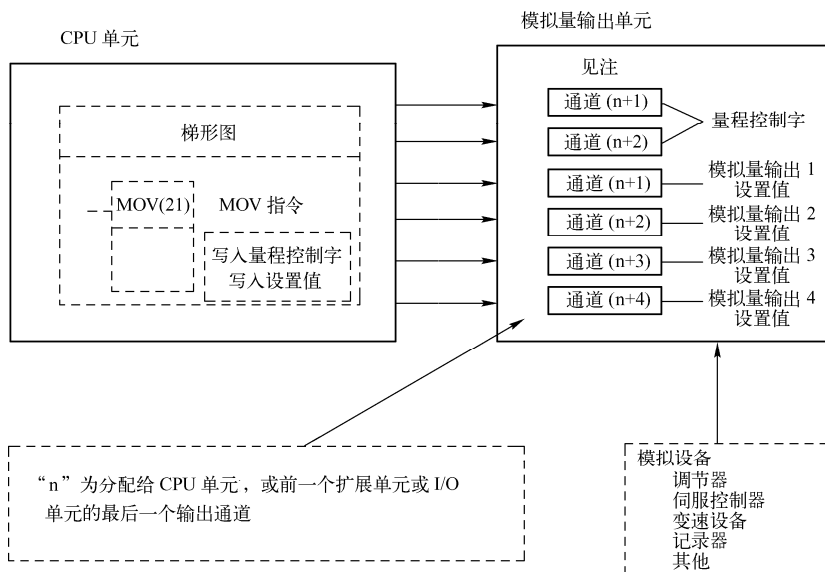 CPU 单元
模拟量输出单元
梯形图
MOV(21)
MOV 指令
写入量程控制字
写入设置值
见注
通道 (n+1)
通道 (n+2)
量程控制字
通道 (n+1)
模拟量输出 1
设置值
通道 (n+2)
模拟量输出 2
设置值
通道 (n+3)
模拟量输出 3
设置值
通道 (n+4)
模拟量输出 4
设置值
“n”为分配给 CPU 单元，或前一个扩展单元或 I/O
单元的最后一个输出通道
模拟设备
调节器
伺服控制器
变速设备
记录器
其他